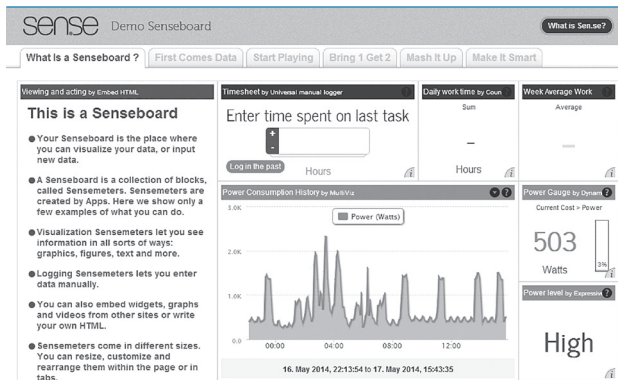 sen.se Demo Senseboard
What is Sen.se?
What Is a Senseboard ? First Comes Data Start Playing Bring 1 Get 2 Mash It Up Make It Smart
Viewing and acting by Embed HTML
This is a Senseboard
Your Senseboard is the place where
you can visualize your data, or input
new data.
A Senseboard is a collection of blocks,
called Sensemeters. Sensemeters are
created by Apps. Here we show only a
few examples of what you can do.
Visualization Sensemeters let you see
information in all sorts of ways:
graphics, figures, text and more.
Logging Sensemeters lets you enter
data manually.
You can also embed widgets, graphs
and videos from other sites or write
your own HTML.
Sensemeters come in different sizes.
You can resize, customize and
rearrange them within the page or in
tabs.
Timesheet by Universal manual logger
Enter time spent on last task
+
-
Log in the past
Hours
i
Daily work time by Coun
Sum
–
Hours
i
Week Average Work
Average
i
Power Consumption History by MultiViz
?
Power (Watts)
3.0K
2.0K
1.0K
0.0
00:00 04:00 08:00 12:00
16. May 2014, 22:13:54 to 17. May 2014, 15:43:35
Power Gauge by Dynam ?
Current Cost > Power
503
Watts
3%
i
Power level by Expressive ?
High
i